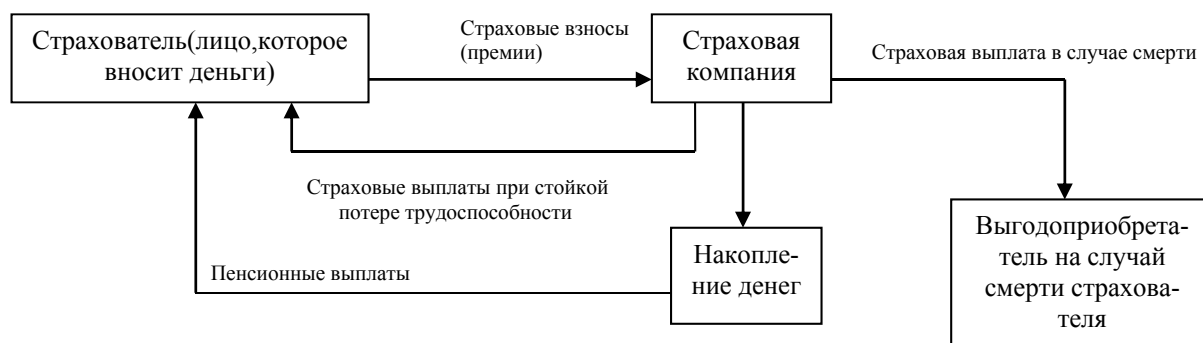 Страхователь(лицо,которое
вносит деньги)
Страховые взносы
(премии)
Страховая
компания
Страховая выплата в случае смерти
Страховые выплаты при стойкой
потере трудоспособности
Пенсионные выплаты
Накопле-
ние денег
Выгодоприобрета-
тель на случай
смерти страхова-
теля